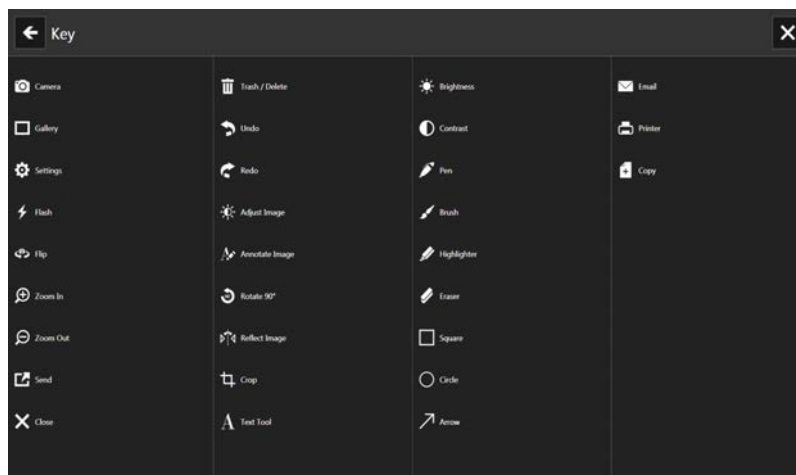 Key
Camera
Gallery
Settings
Flash
Flip
Zoom In
Zoom Out
Send
Close
Trash / Delete
Undo
Redo
Adjust Image
Annotate Image
Rotate 90°
Reflect Image
Crop
Text Tool
Brightness
Contrast
Pen
Brush
Highlighter
Eraser
Square
Circle
Arrow
Email
Printer
Copy